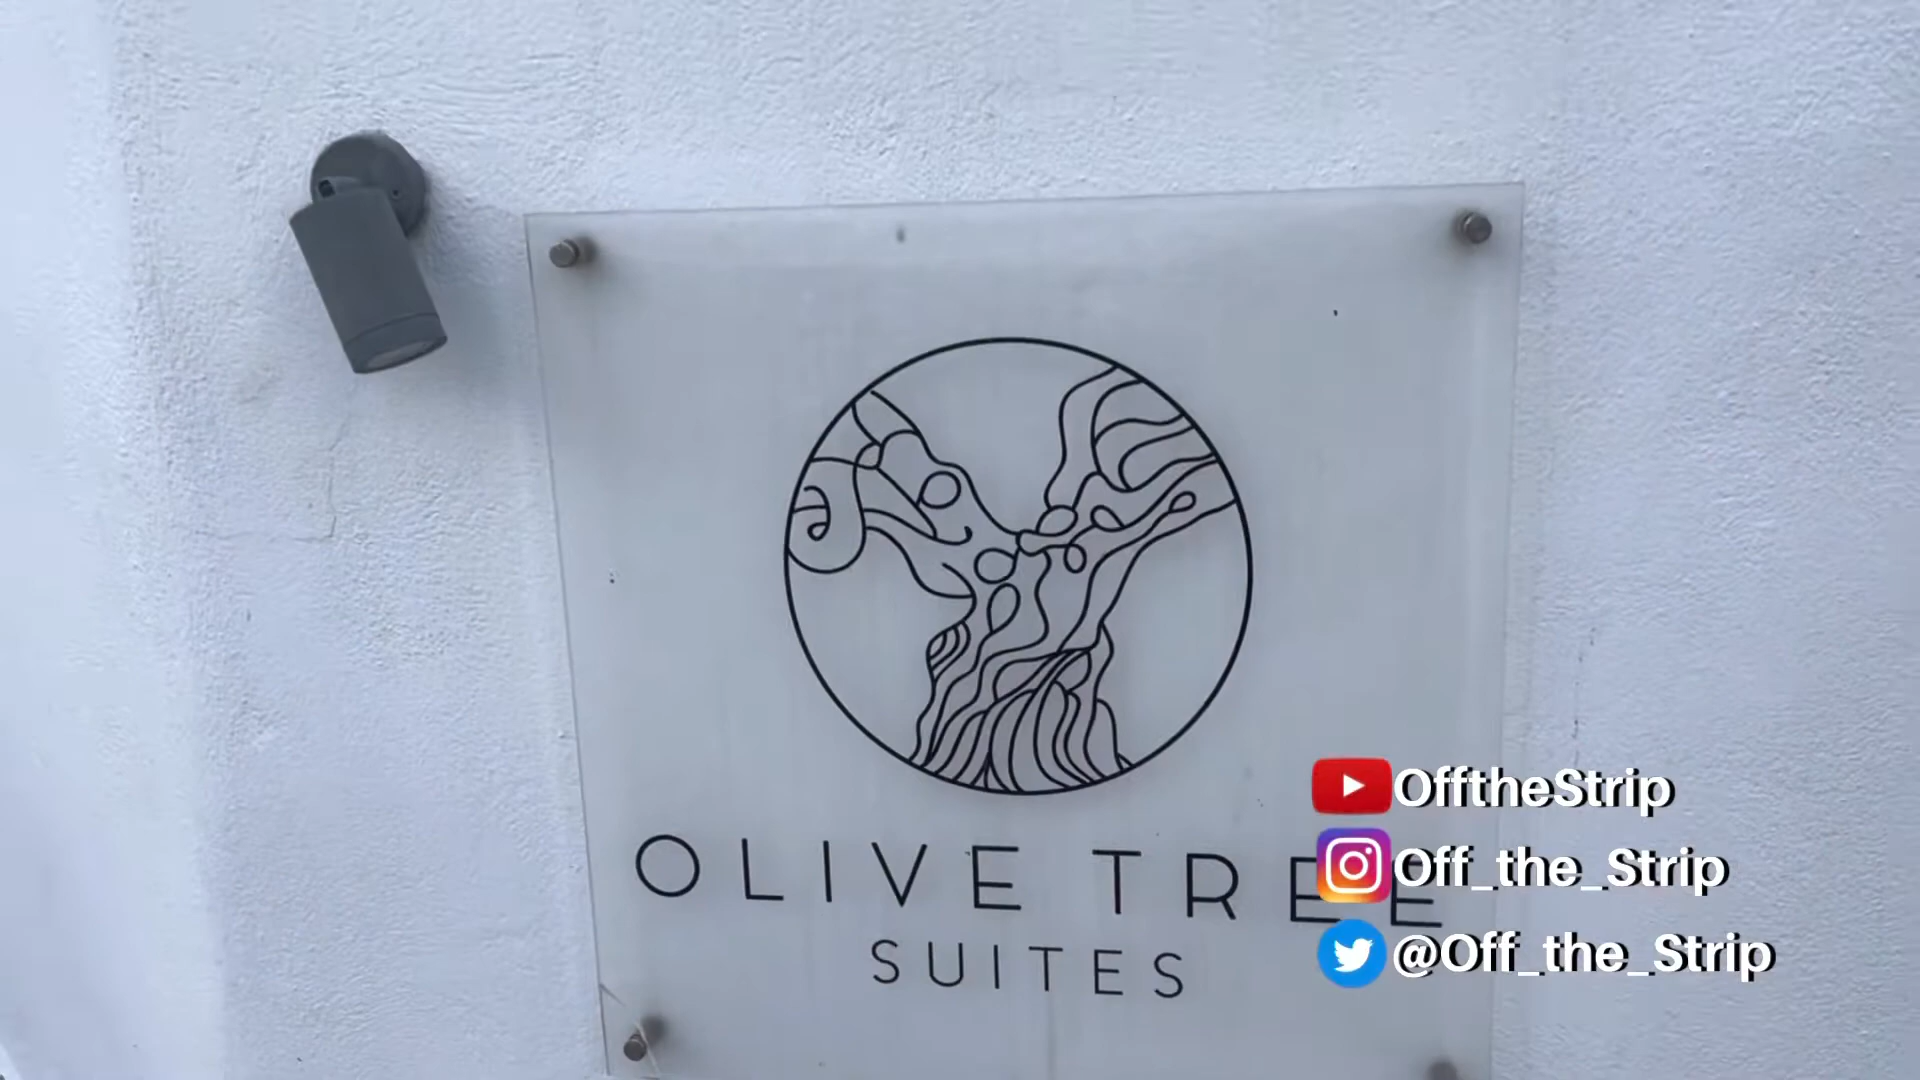 OLIVE TREE
SUITES
OfftheStrip
Off_the_Strip
@Off_the_Strip